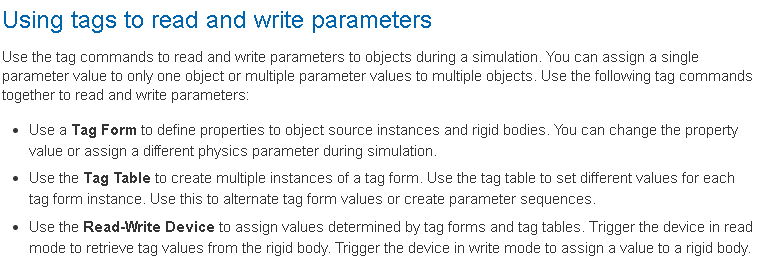 Using tags to read and write parameters
Use the tag commands to read and write parameters to objects during a simulation. You can assign a single
parameter value to only one object or multiple parameter values to multiple objects. Use the following tag commands
together to read and write parameters:
• Use a Tag Form to define properties to object source instances and rigid bodies. You can change the property
value or assign a different physics parameter during simulation.
• Use the Tag Table to create multiple instances of a tag form. Use the tag table to set different values for each
tag form instance. Use this to alternate tag form values or create parameter sequences.
• Use the Read-Write Device to assign values determined by tag forms and tag tables. Trigger the device in read
mode to retrieve tag values from the rigid body. Trigger the device in write mode to assign a value to a rigid body.